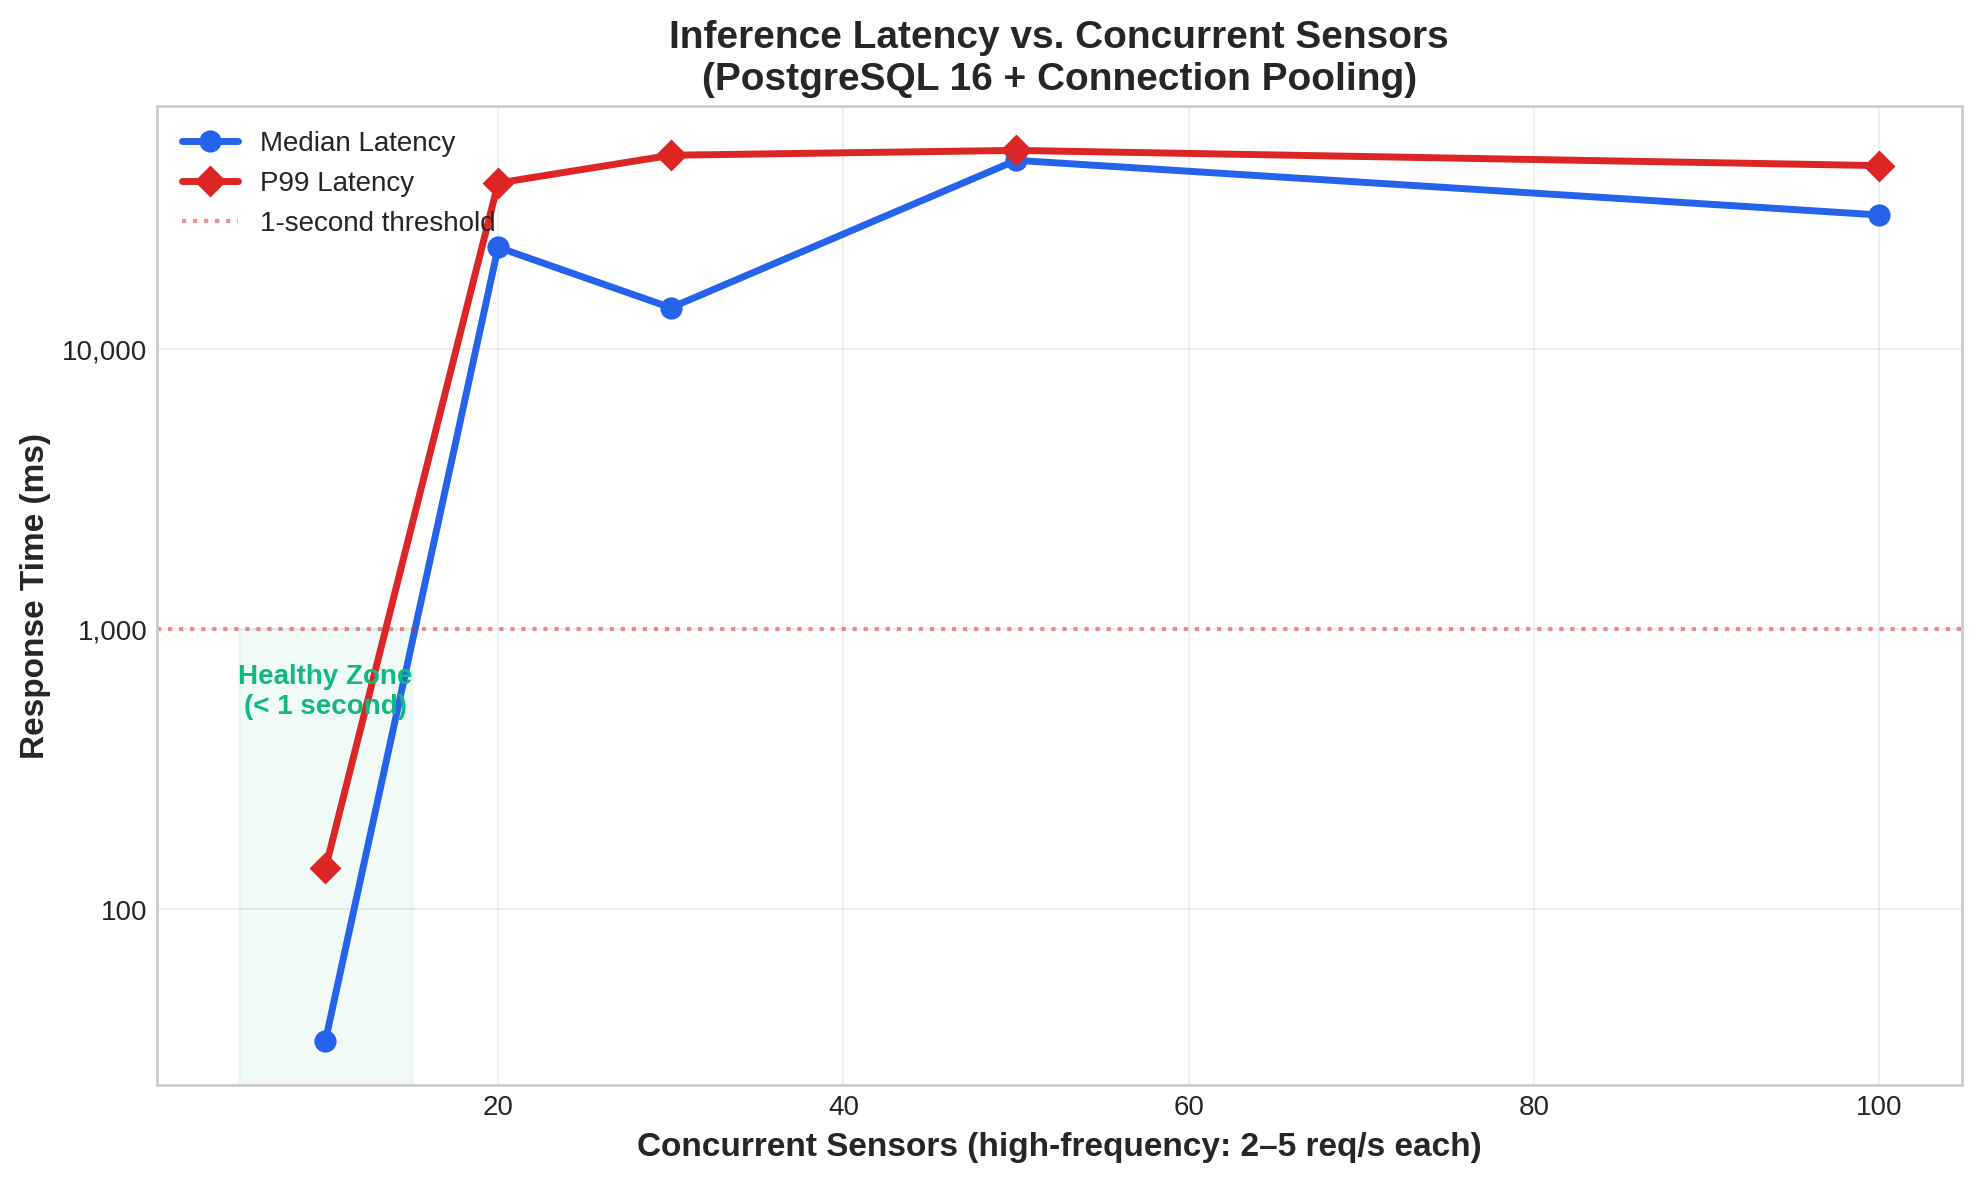 Inference Latency vs. Concurrent Sensors
(PostgreSQL 16 + Connection Pooling)
Median Latency
P99 Latency
1-second threshold
10,000
1,000
100
Response Time (ms)
Healthy Zone
(< 1 second)
20
40
60
80
100
Concurrent Sensors (high-frequency: 2–5 req/s each)